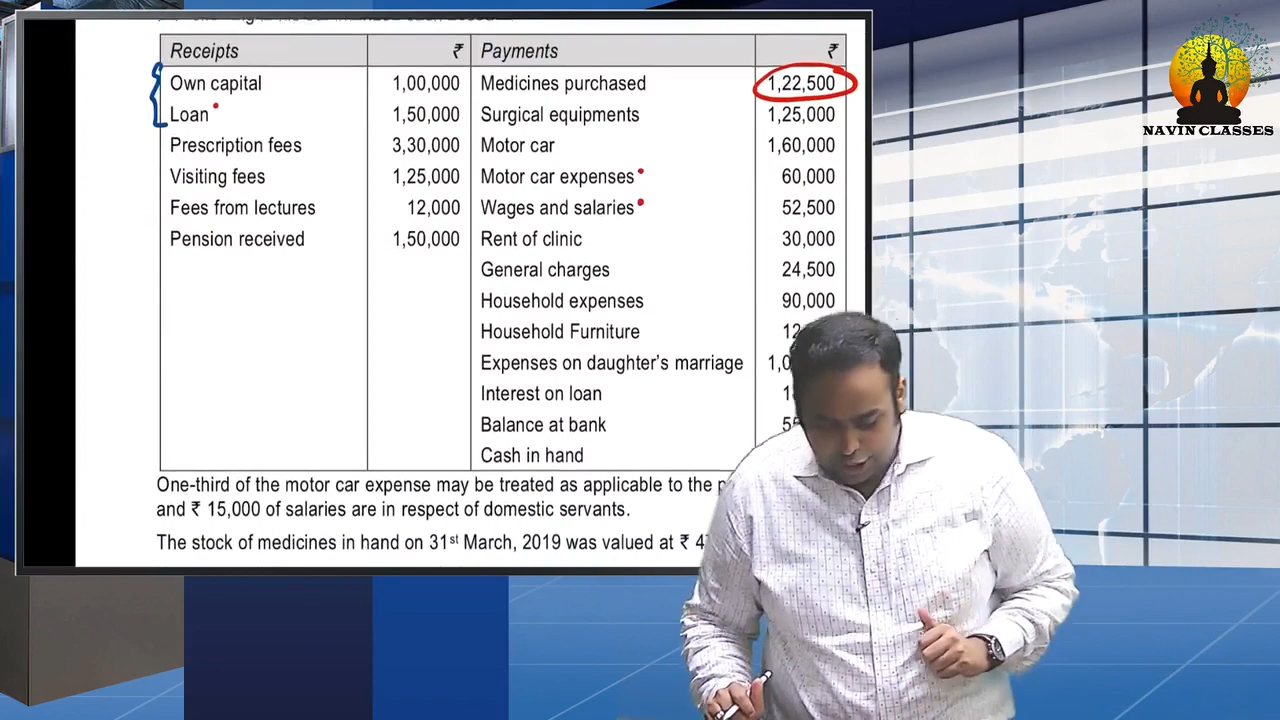 Receipts ₹ Payments ₹
Own capital 1,00,000 Medicines purchased 1,22,500
Loan 1,50,000 Surgical equipments 1,25,000
Prescription fees 3,30,000 Motor car 1,60,000
Visiting fees 1,25,000 Motor car expenses 60,000
Fees from lectures 12,000 Wages and salaries 52,500
Pension received 1,50,000 Rent of clinic 30,000
General charges 24,500
Household expenses 90,000
Household Furniture
Expenses on daughter's marriage
Interest on loan
Balance at bank
Cash in hand
One-third of the motor car expense may be treated as applicable to the
and ₹ 15,000 of salaries are in respect of domestic servants.
The stock of medicines in hand on 31st March, 2019 was valued at ₹
NAVIN CLASSES